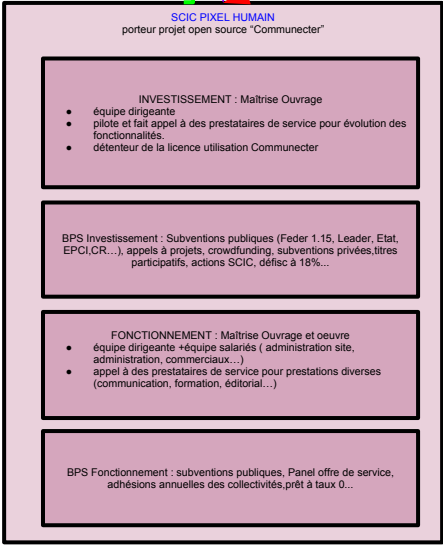 SCIC PIXEL HUMAIN
porteur projet open source “Communecter”
INVESTISSEMENT : Maîtrise Ouvrage
● équipe dirigeante
● pilote et fait appel à des prestataires de service pour évolution des
fonctionnalités.
● détenteur de la licence utilisation Communecter
BPS Investissement : Subventions publiques (Feder 1.15, Leader, Etat,
EPCI,CR…), appels à projets, crowdfunding, subventions privées,titres
participatifs, actions SCIC, défisc à 18%...
FONCTIONNEMENT : Maîtrise Ouvrage et oeuvre
● équipe dirigeante +équipe salariés ( administration site,
administration, commerciaux…)
● appel à des prestataires de service pour prestations diverses
(communication, formation, éditorial…)
BPS Fonctionnement : subventions publiques, Panel offre de service,
adhésions annuelles des collectivités,prêt à taux 0...